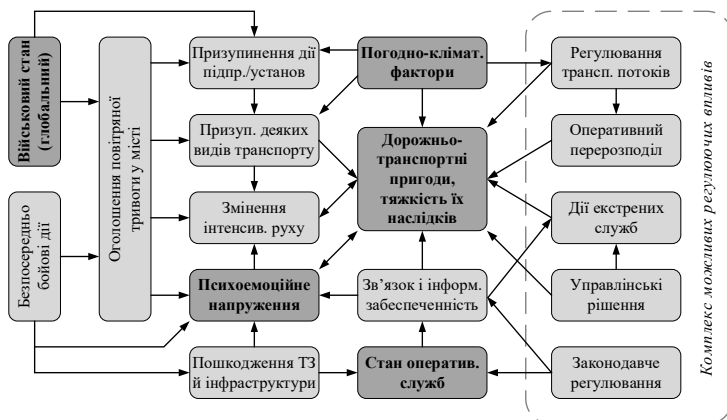 Військовий стан
(глобальний)
Безпосередньо
бойові дії
Оголошення повітряної
тривоги у місті
Призупинення дії
підпр./установ
Призуп. деяких
видів транспорту
Змінення
інтенсив. руху
Психоемоційне
напруження
Пошкодження ТЗ
й інфраструктури
Погодно-клімат.
фактори
Дорожньо-
транспортні
пригоди,
тяжкість їх
наслідків
Зв’язок і інформ.
забеспеченність
Стан оператив.
служб
Регулювання
трансп. потоків
Оперативний
перерозподіл
Дії екстрених
служб
Управлінські
рішення
Законодавче
регулювання
Комплекс можливих регулюючих впливів